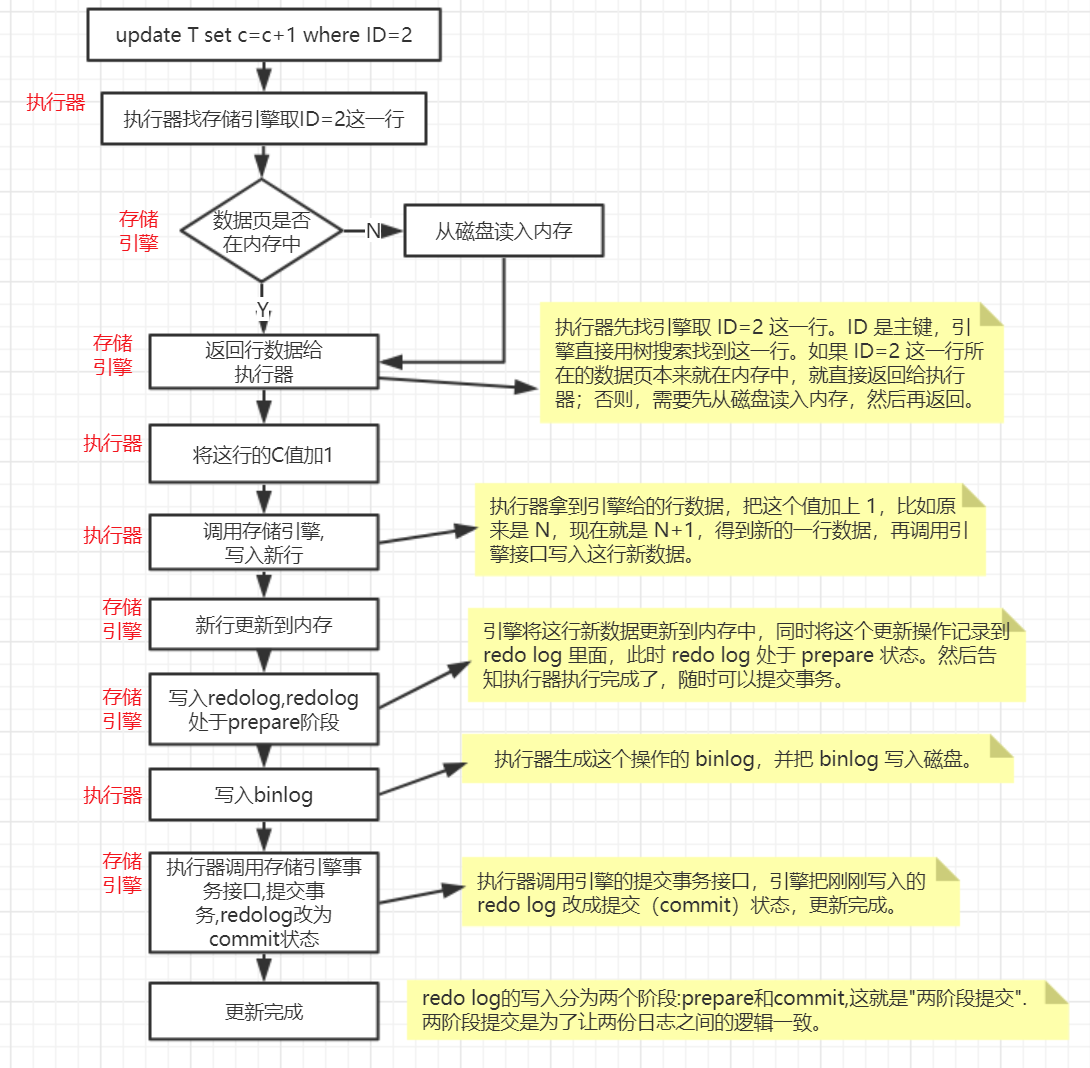 update T set c=c+1 where ID=2
执行器
执行器找存储引擎取ID=2这一行
存储
引擎
数据页是否
在内存中
N
从磁盘读入内存
Y
存储
引擎
返回行数据给
执行器
执行器先找引擎取 ID=2 这一行。ID 是主键，引
擎直接用树搜索找到这一行。如果 ID=2 这一行所
在的数据页本来就在内存中，就直接返回给执行
器；否则，需要先从磁盘读入内存，然后再返回。
执行器
将这行的C值加1
执行器
调用存储引擎,
写入新行
执行器拿到引擎给的行数据，把这个值加上 1，比如原
来是 N，现在就是 N+1，得到新的一行数据，再调用引
擎接口写入这行新数据。
存储
引擎
新行更新到内存
存储
引擎
写入redolog,redolog
处于prepare阶段
引擎将这行新数据更新到内存中，同时将这个更新操作记录到
redo log 里面，此时 redo log 处于 prepare 状态。然后告
知执行器执行完成了，随时可以提交事务。
执行器
写入binlog
执行器生成这个操作的 binlog，并把 binlog 写入磁盘。
存储
引擎
执行器调用存储引擎事
务接口,提交事
务,redolog改为
commit状态
执行器调用引擎的提交事务接口，引擎把刚刚写入的
redo log 改成提交（commit）状态，更新完成。
更新完成
redo log的写入分为两个阶段:prepare和commit,这就是"两阶段提交".
两阶段提交是为了让两份日志之间的逻辑一致。